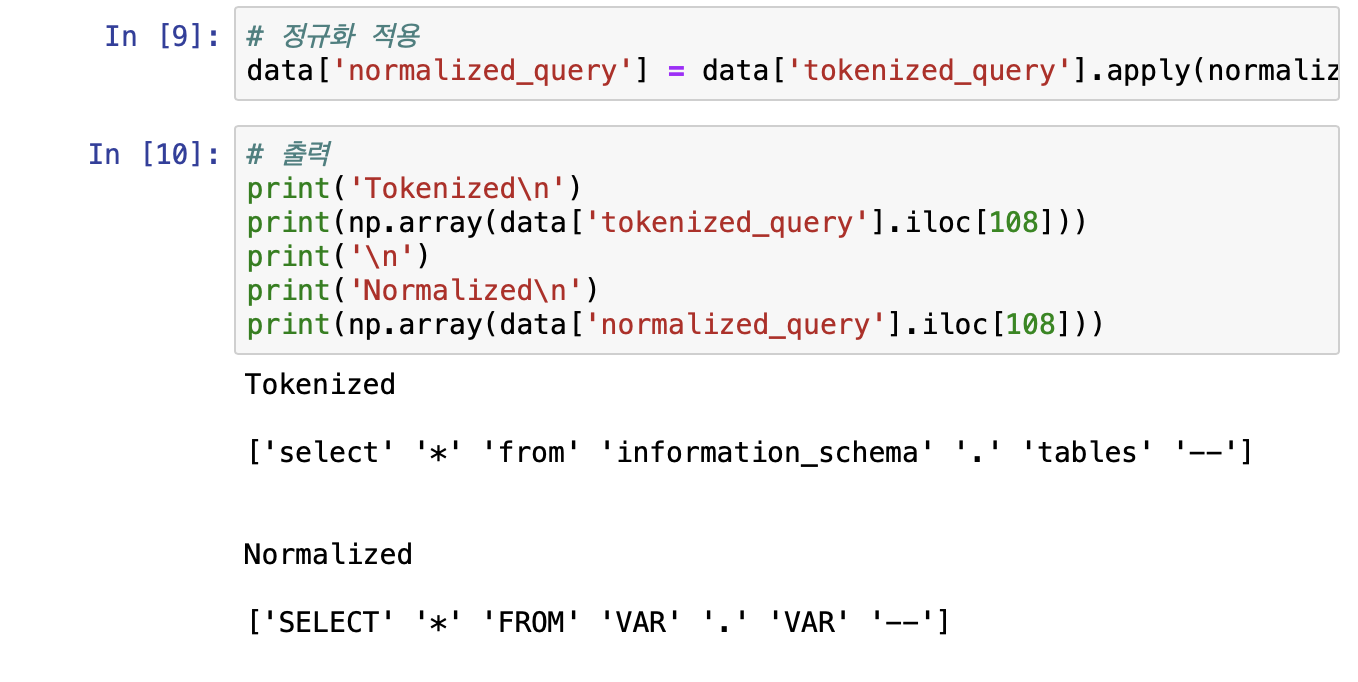 In [9]:
# 정규화 적용
data['normalized_query'] = data['tokenized_query'].apply(normaliz
In [10]:
# 출력
print('Tokenized\n')
print(np.array(data['tokenized_query'].iloc[108]))
print('\n')
print('Normalized\n')
print(np.array(data['normalized_query'].iloc[108]))
Tokenized
['select' '*' 'from' 'information_schema' '.' 'tables' '--']
Normalized
['SELECT' '*' 'FROM' 'VAR' '.' 'VAR' '--']